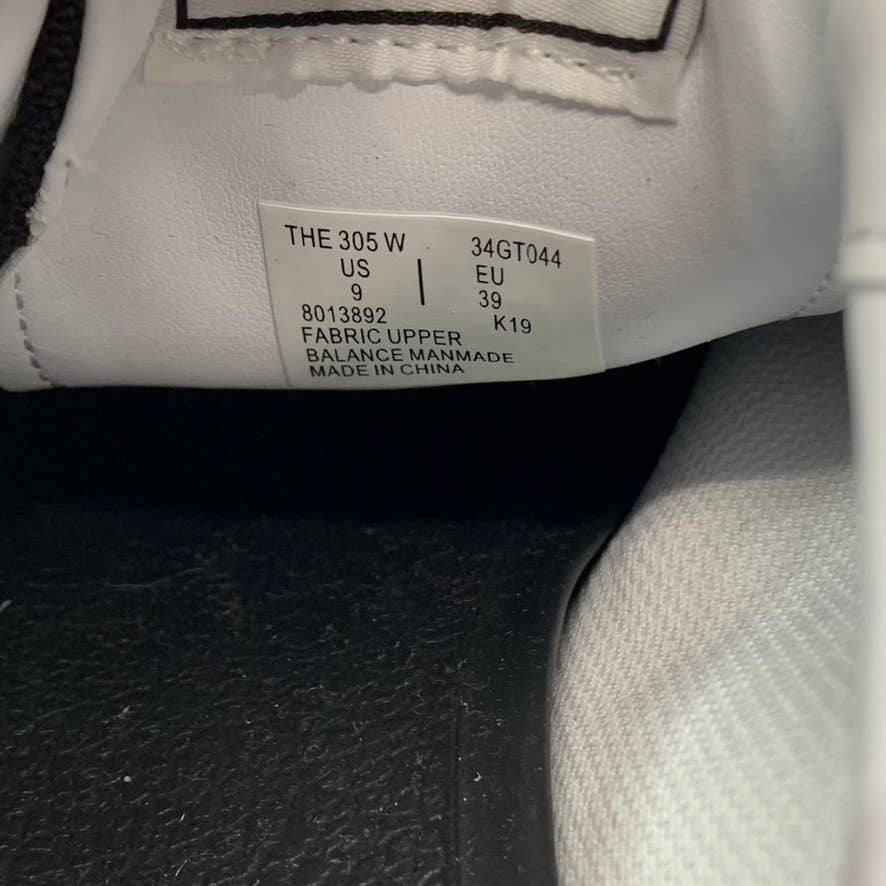 THE 305 W 34GT044
US | EU
9 39
8013892 K19
FABRIC UPPER
BALANCE MANMADE
MADE IN CHINA